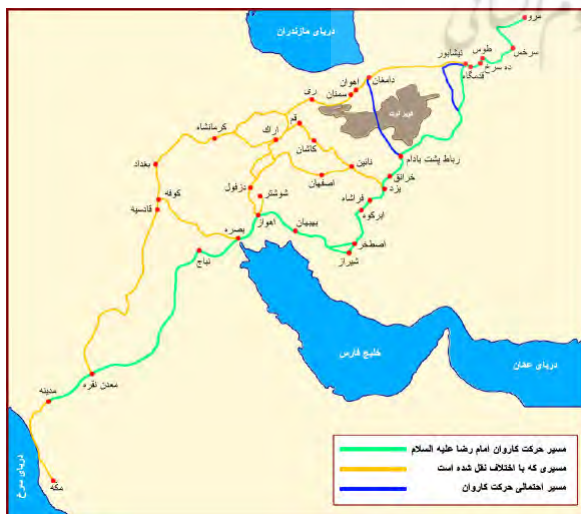 مرو
دریای مازندران
سرخس
نیشابور
طوس
ده سرخ
قدمگاه
دامغان
اهوان
سمنان
ری
کویر لوت
قم
اراک
کرمانشاه
کاشان
رباط پشت بادام
بغداد
نائین
خرانق
اصفهان
یزد
دزفول
شوشتر
فراشاه
کوفه
قادسیه
ابرکوه
اهواز
بهبهان
بصره
اصطخر
نباج
شیراز
خلیج فارس
دریای عمان
معدن نقره
مدینه
مکه
دریای سرخ
مسیر حرکت کاروان امام رضا علیه السلام
مسیری که با اختلاف نقل شده است
مسیر احتمالی حرکت کاروان